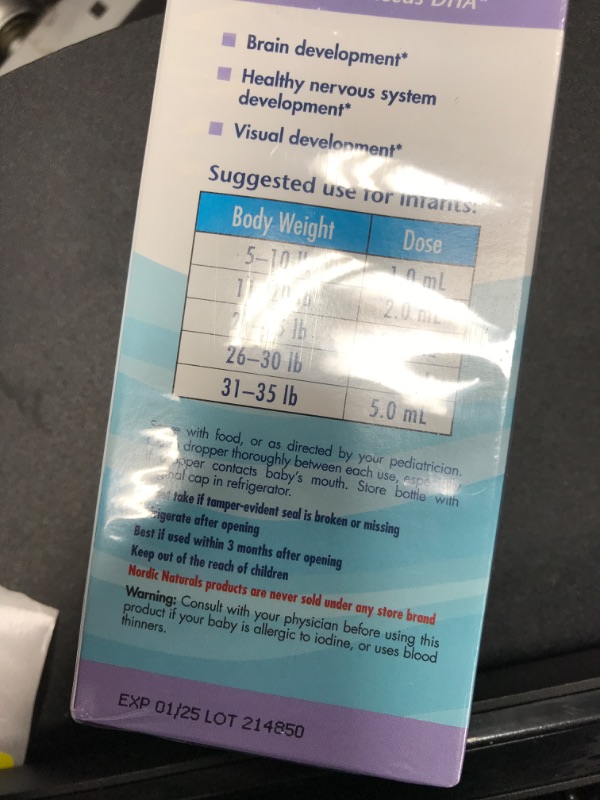 DHA*
Brain development*
Healthy nervous system
development*
Visual development*
Suggested use for infants:
Body Weight Dose
5–10 1.0 mL
2.0 mL
lb
26–30 lb
31–35 lb 5.0 mL
with food, or as directed by your pediatrician.
dropper thoroughly between each use,
contacts baby's mouth. Store bottle with
cap in refrigerator.
take if tamper-evident seal is broken or missing
after opening
Best if used within 3 months after opening
Keep out of the reach of children
Nordic Naturals products are never sold under any store brand
Warning: Consult with your physician before using this
product if your baby is allergic to iodine, or uses blood
thinners.
EXP 01/25 LOT 214850